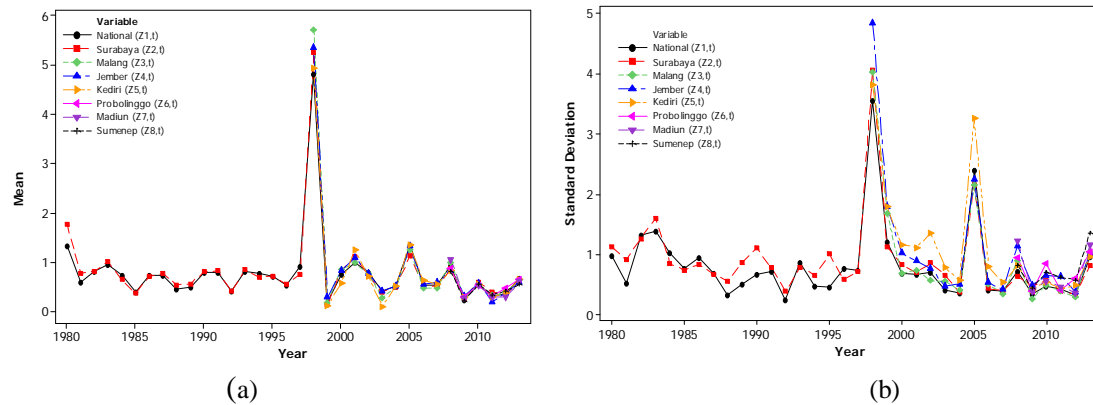 Variable
National (Z1,t)
Surabaya (Z2,t)
Malang (Z3,t)
Jember (Z4,t)
Kediri (Z5,t)
Probolinggo (Z6,t)
Madiun (Z7,t)
Sumenep (Z8,t)
6
5
4
3
2
1
0
Mean
1980 1985 1990 1995 2000 2005 2010
Year
(a)
Variable
National (Z1,t)
Surabaya (Z2,t)
Malang (Z3,t)
Jember (Z4,t)
Kediri (Z5,t)
Probolinggo (Z6,t)
Madiun (Z7,t)
Sumenep (Z8,t)
5
4
3
2
1
0
Standard Deviation
1980 1985 1990 1995 2000 2005 2010
Year
(b)